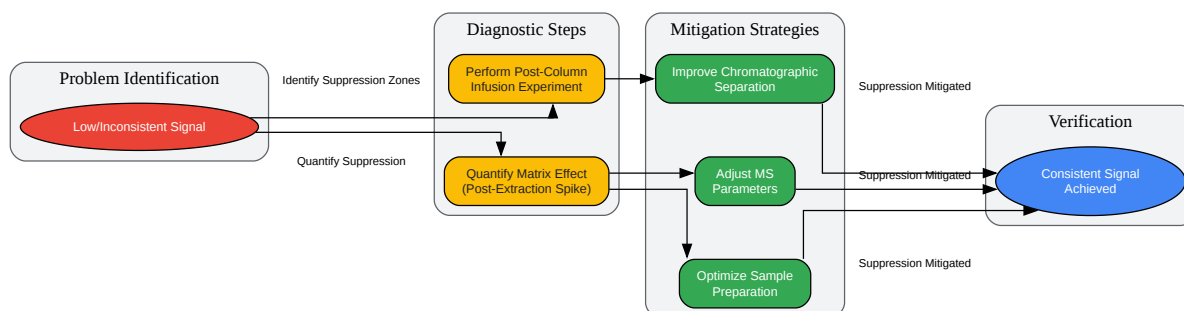 Problem Identification
Low/Inconsistent Signal
Identify Suppression Zones
Quantify Suppression
Diagnostic Steps
Perform Post-Column
Infusion Experiment
Quantify Matrix Effect
(Post-Extraction Spike)
Mitigation Strategies
Improve Chromatographic
Separation
Adjust MS
Parameters
Optimize Sample
Preparation
Suppression Mitigated
Suppression Mitigated
Suppression Mitigated
Verification
Consistent Signal
Achieved